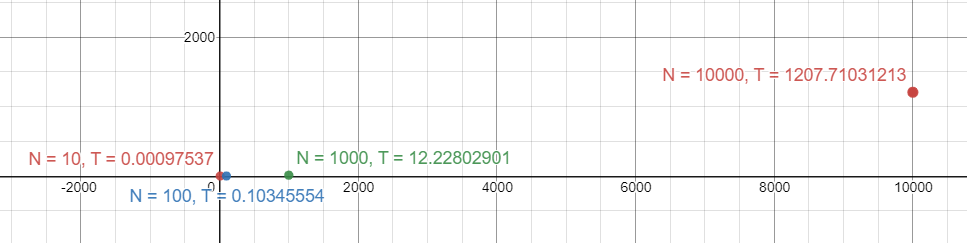 2000
N = 10000, T = 1207.71031213
N = 10, T = 0.00097537
N = 1000, T = 12.22802901
-2000
0
2000
4000
6000
8000
10000
N = 100, T = 0.10345554